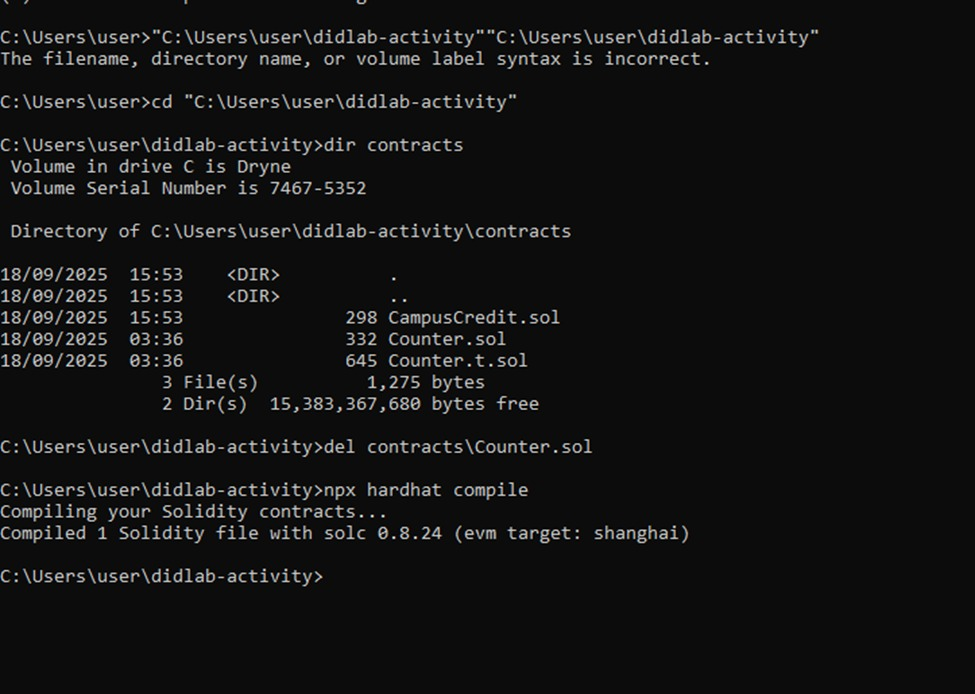 C:\Users\user>"C:\Users\user\didlab-activity""C:\Users\user\didlab-activity"
The filename, directory name, or volume label syntax is incorrect.
C:\Users\user>cd "C:\Users\user\didlab-activity"
C:\Users\user\didlab-activity>dir contracts
 Volume in drive C is Dryne
 Volume Serial Number is 7467-5352
 Directory of C:\Users\user\didlab-activity\contracts
18/09/2025  15:53    <DIR>          .
18/09/2025  15:53    <DIR>          ..
18/09/2025  15:53               298 CampusCredit.sol
18/09/2025  03:36               332 Counter.sol
18/09/2025  03:36               645 Counter.t.sol
               3 File(s)          1,275 bytes
               2 Dir(s)  15,383,367,680 bytes free
C:\Users\user\didlab-activity>del contracts\Counter.sol
C:\Users\user\didlab-activity>npx hardhat compile
Compiling your Solidity contracts...
Compiled 1 Solidity file with solc 0.8.24 (evm target: shanghai)
C:\Users\user\didlab-activity>